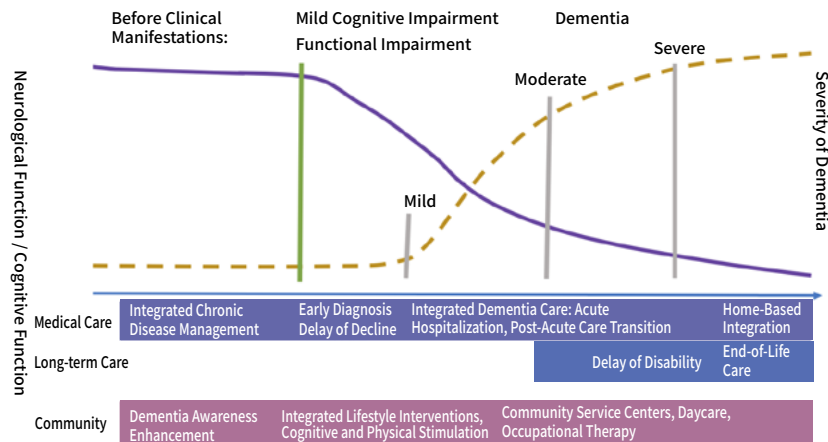 Before Clinical
Manifestations:
Mild Cognitive Impairment
Functional Impairment
Dementia
Severe
Moderate
Mild
Neurological Function / Cognitive Function
Severity of Dementia
Medical Care
Integrated Chronic
Disease Management
Early Diagnosis
Delay of Decline
Integrated Dementia Care: Acute
Hospitalization, Post-Acute Care Transition
Home-Based
Integration
Long-term Care
Delay of Disability
End-of-Life
Care
Community
Dementia Awareness
Enhancement
Integrated Lifestyle Interventions,
Cognitive and Physical Stimulation
Community Service Centers, Daycare,
Occupational Therapy